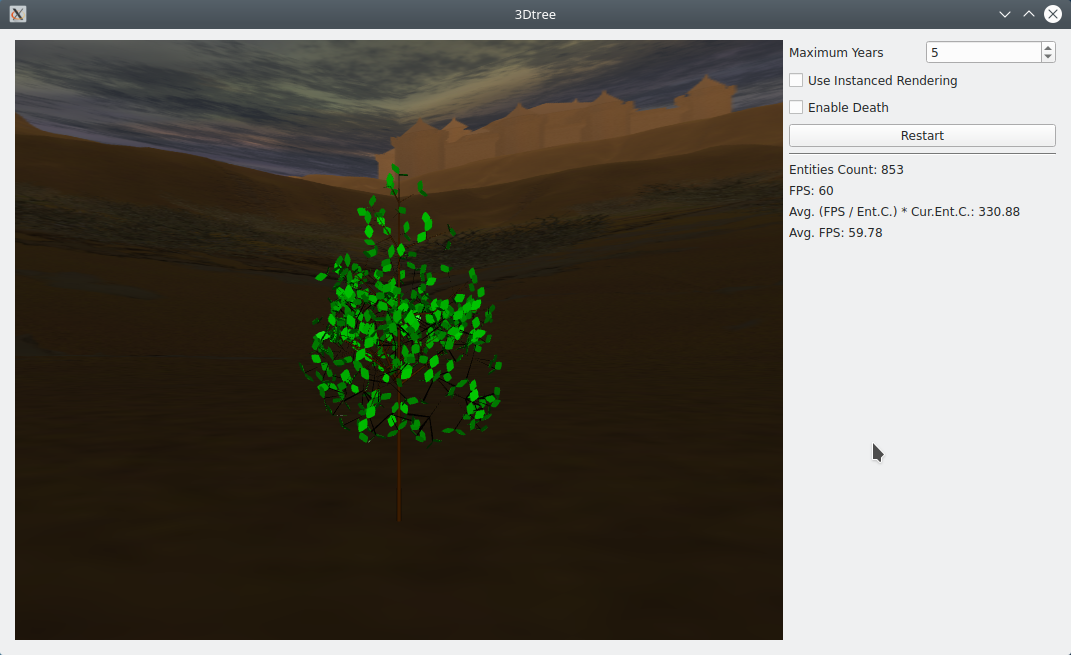 3Dtree
Maximum Years 5
Use Instanced Rendering
Enable Death
Restart
Entities Count: 853
FPS: 60
Avg. (FPS / Ent.C.) * Cur.Ent.C.: 330.88
Avg. FPS: 59.78